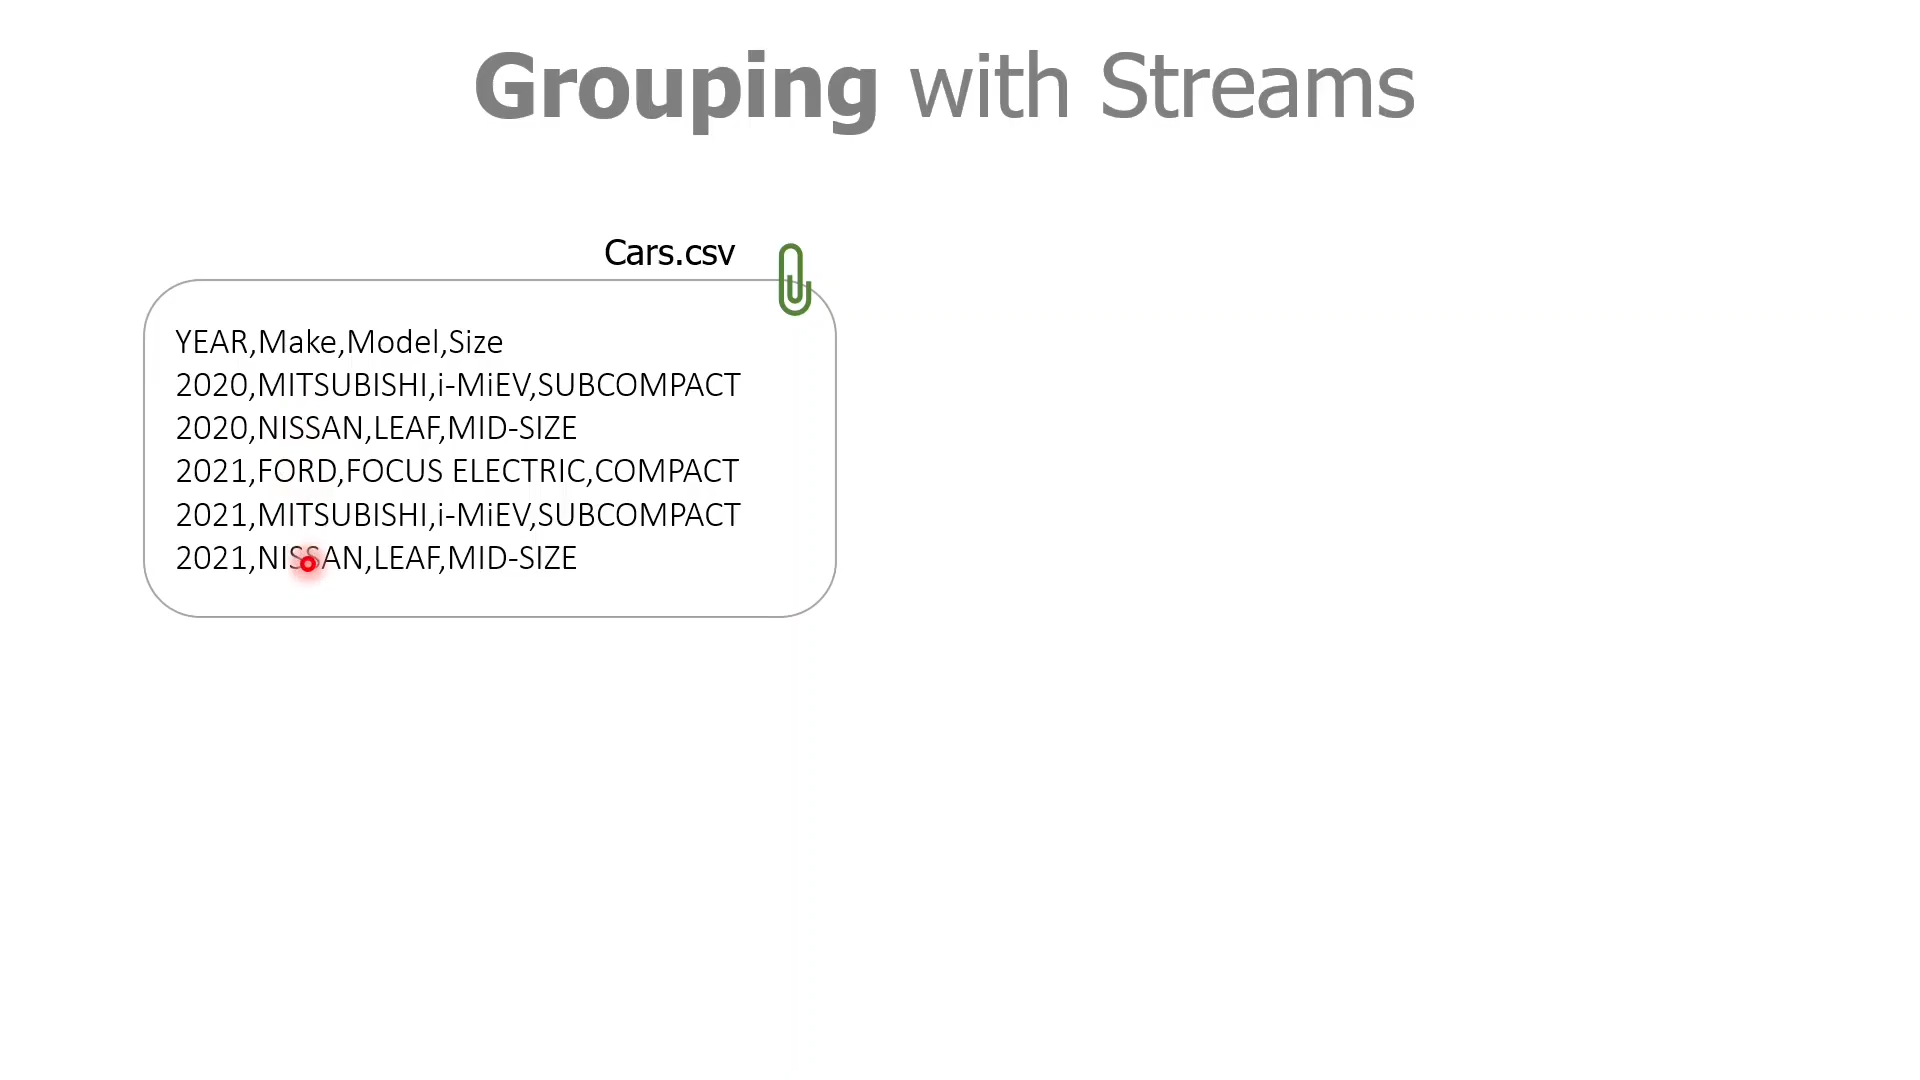 Grouping with Streams
Cars.csv
YEAR,Make,Model,Size
2020,MITSUBISHI,i-MiEV,SUBCOMPACT
2020,NISSAN,LEAF,MID-SIZE
2021,FORD,FOCUS ELECTRIC,COMPACT
2021,MITSUBISHI,i-MiEV,SUBCOMPACT
2021,NISSAN,LEAF,MID-SIZE